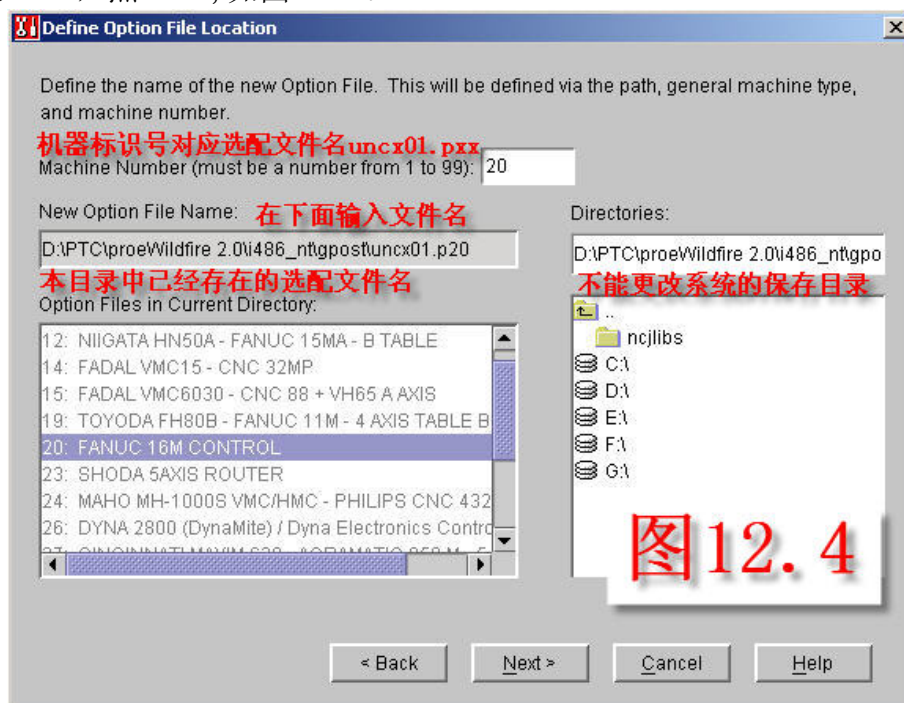 Define Option File Location
Define the name of the new Option File. This will be defined via the path, general machine type,
and machine number.
机器标识号对应选配文件名uncx01.pxx
Machine Number (must be a number from 1 to 99): 20
New Option File Name: 在下面输入文件名
Directories:
D:\PTC\proeWildfire 2.0\i486_nt\gpost\uncx01.p20
D:\PTC\proeWildfire 2.0\i486_nt\gpo
本目录中已经存在的选配文件名
不能更改系统的保存目录
Option Files in Current Directory:
12: NIIGATA HN50A - FANUC 15MA - B TABLE
14: FADAL VMC15 - CNC 32MP
15: FADAL VMC6030 - CNC 88 + VH65 A AXIS
19: TOYODA FH80B - FANUC 11M - 4 AXIS TABLE B
20: FANUC 16M CONTROL
23: SHODA 5AXIS ROUTER
24: MAHO MH-1000S VMC/HMC - PHILIPS CNC 432
26: DYNA 2800 (DynaMite) / Dyna Electronics Contro
..
ncjlibs
C:\
D:\
E:\
F:\
G:\
图12.4
< Back
Next >
Cancel
Help